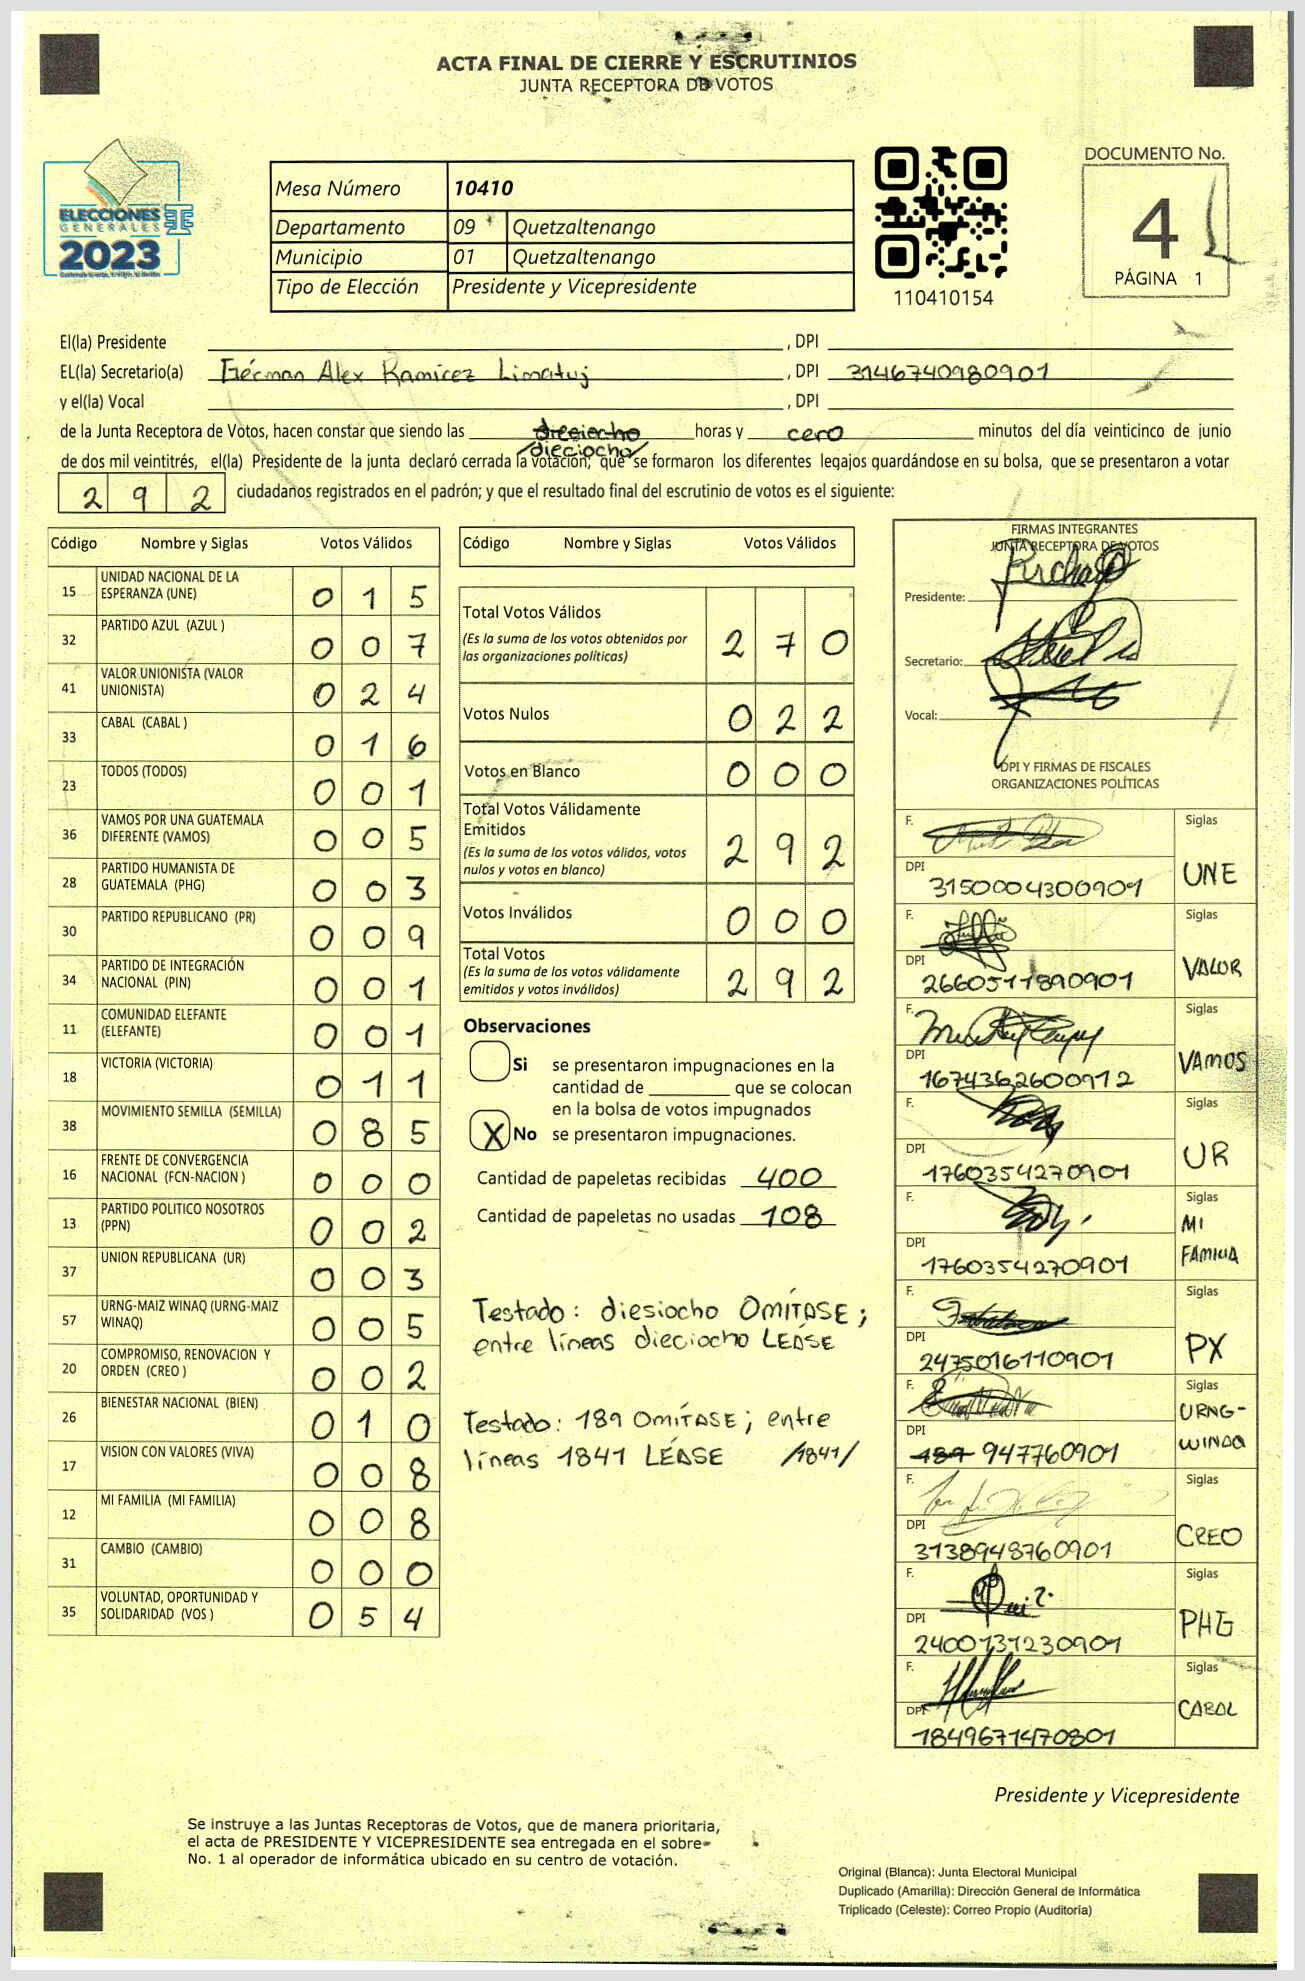 ACTA FINAL DE CIERRE Y ESCRUTINIOS
JUNTA RECEPTORA DE VOTOS
ELECCIONES
GENERALES
2023
Mesa Número 10410
Departamento 09 Quetzaltenango
Municipio 01 Quetzaltenango
Tipo de Elección Presidente y Vicepresidente
110410154
DOCUMENTO No.
4
PÁGINA 1
El(la) Presidente , DPI
EL(la) Secretario(a) Gérman Alex Ramirez Limatuj , DPI 3146740980901
y el(la) Vocal , DPI
de la Junta Receptora de Votos, hacen constar que siendo las diesiocho horas y cero minutos del día veinticinco de junio
/dieciocho/
de dos mil veintitrés, el(la) Presidente de la junta declaró cerrada la votación; que se formaron los diferentes legajos guardándose en su bolsa, que se presentaron a votar
2 9 2 ciudadanos registrados en el padrón; y que el resultado final del escrutinio de votos es el siguiente:
Código Nombre y Siglas Votos Válidos
15 UNIDAD NACIONAL DE LA ESPERANZA (UNE) 0 1 5
32 PARTIDO AZUL (AZUL ) 0 0 7
41 VALOR UNIONISTA (VALOR UNIONISTA) 0 2 4
33 CABAL (CABAL ) 0 1 6
23 TODOS (TODOS) 0 0 1
36 VAMOS POR UNA GUATEMALA DIFERENTE (VAMOS) 0 0 5
28 PARTIDO HUMANISTA DE GUATEMALA (PHG) 0 0 3
30 PARTIDO REPUBLICANO (PR) 0 0 9
34 PARTIDO DE INTEGRACIÓN NACIONAL (PIN) 0 0 1
11 COMUNIDAD ELEFANTE (ELEFANTE) 0 0 1
18 VICTORIA (VICTORIA) 0 1 1
38 MOVIMIENTO SEMILLA (SEMILLA) 0 8 5
16 FRENTE DE CONVERGENCIA NACIONAL (FCN-NACION ) 0 0 0
13 PARTIDO POLITICO NOSOTROS (PPN) 0 0 2
37 UNION REPUBLICANA (UR) 0 0 3
57 URNG-MAIZ WINAQ (URNG-MAIZ WINAQ) 0 0 5
20 COMPROMISO, RENOVACION Y ORDEN (CREO ) 0 0 2
26 BIENESTAR NACIONAL (BIEN) 0 1 0
17 VISION CON VALORES (VIVA) 0 0 8
12 MI FAMILIA (MI FAMILIA) 0 0 8
31 CAMBIO (CAMBIO) 0 0 0
35 VOLUNTAD, OPORTUNIDAD Y SOLIDARIDAD (VOS ) 0 5 4
Código Nombre y Siglas Votos Válidos
Total Votos Válidos 2 7 0
(Es la suma de los votos obtenidos por
las organizaciones políticas)
Votos Nulos 0 2 2
Votos en Blanco 0 0 0
Total Votos Válidamente
Emitidos 2 9 2
(Es la suma de los votos válidos, votos
nulos y votos en blanco)
Votos Inválidos 0 0 0
Total Votos 2 9 2
(Es la suma de los votos válidamente
emitidos y votos inválidos)
Observaciones
Si se presentaron impugnaciones en la
cantidad de que se colocan
en la bolsa de votos impugnados
X No se presentaron impugnaciones.
Cantidad de papeletas recibidas 400
Cantidad de papeletas no usadas 108
Testado: diesiocho OMÍTASE;
entre líneas dieciocho LEASE
Testado: 189 OMÍTASE; entre
líneas 1841 LÉASE /1841/
FIRMAS INTEGRANTES
JUNTA RECEPTORA DE VOTOS
Presidente:
Secretario:
Vocal:
DPI Y FIRMAS DE FISCALES
ORGANIZACIONES POLÍTICAS
F. Siglas
DPI 3150004300901 UNE
F. Siglas
DPI 2660511890901 VALOR
F. Siglas
DPI 1674362600912 VAMOS
F. Siglas
DPI 1760354270901 UR
F. Siglas
DPI 1760354270901 MI FAMILIA
F. Siglas
DPI 2475016110901 PX
F. Siglas
DPI 189 947760901 URNG-WINAQ
F. Siglas
DPI 3138948760901 CREO
F. Siglas
DPI 2400131230901 PHG
F. Siglas
DPI 1849671470801 CABAL
Presidente y Vicepresidente
Se instruye a las Juntas Receptoras de Votos, que de manera prioritaria,
el acta de PRESIDENTE Y VICEPRESIDENTE sea entregada en el sobre
No. 1 al operador de informática ubicado en su centro de votación.
Original (Blanca): Junta Electoral Municipal
Duplicado (Amarilla): Dirección General de Informática
Triplicado (Celeste): Correo Propio (Auditoría)